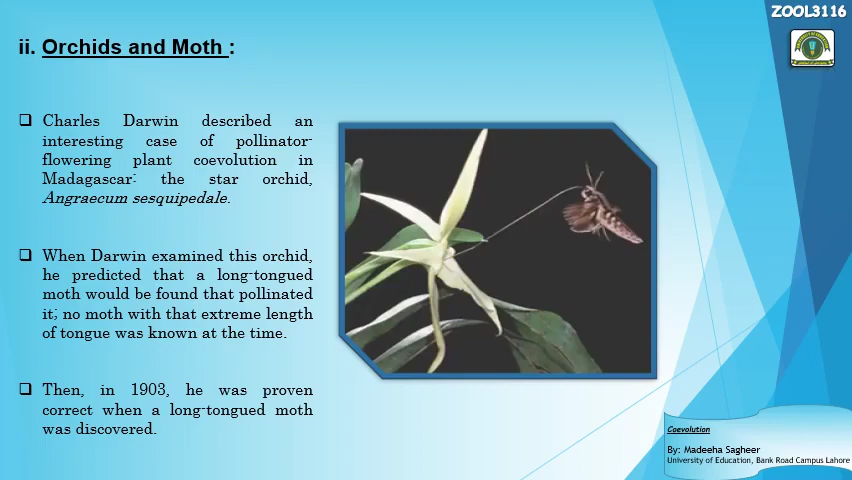 ZOOL3116
ii. Orchids and Moth :
❑ Charles Darwin described an
interesting case of pollinator-
flowering plant coevolution in
Madagascar: the star orchid,
Angraecum sesquipedale.
❑ When Darwin examined this orchid,
he predicted that a long-tongued
moth would be found that pollinated
it; no moth with that extreme length
of tongue was known at the time.
❑ Then, in 1903, he was proven
correct when a long-tongued moth
was discovered.
Coevolution
By: Madeeha Sagheer
University of Education, Bank Road Campus Lahore